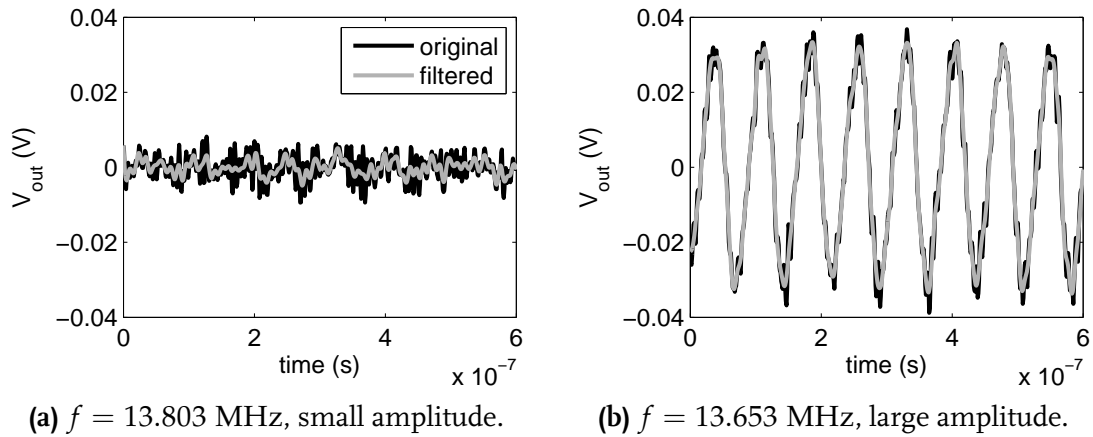 0.04
0.02
0
−0.02
−0.04
V_out (V)
original
filtered
0 2 4 6
time (s)
x 10^-7
(a) f = 13.803 MHz, small amplitude.
0.04
0.02
0
−0.02
−0.04
V_out (V)
0 2 4 6
time (s)
x 10^-7
(b) f = 13.653 MHz, large amplitude.